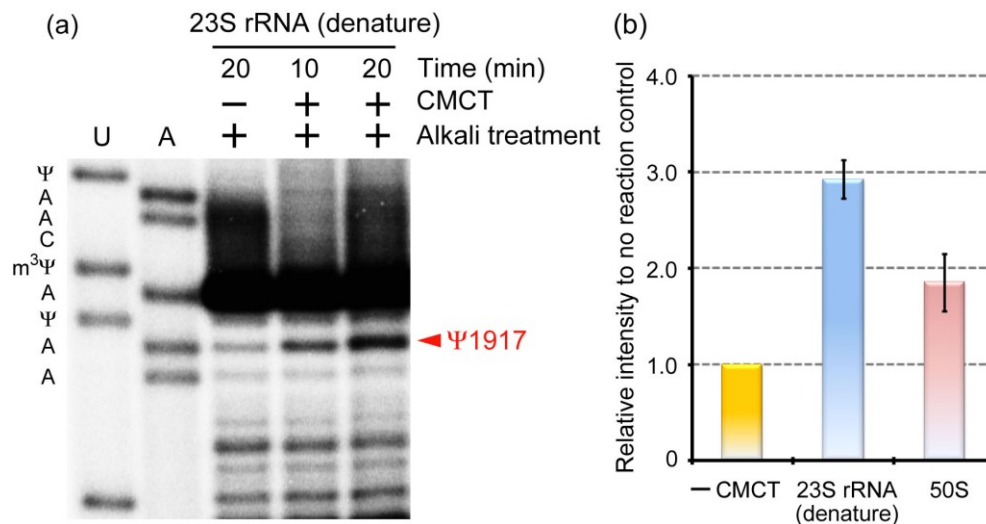 (a)
23S rRNA (denature)
20 10 20 Time (min)
− + + CMCT
U A + + + Alkali treatment
Ψ
A
A
C
m³Ψ
A
Ψ
A
A
Ψ1917
(b)
Relative intensity to no reaction control
4.0
3.0
2.0
1.0
0
− CMCT 23S rRNA 50S
(denature)